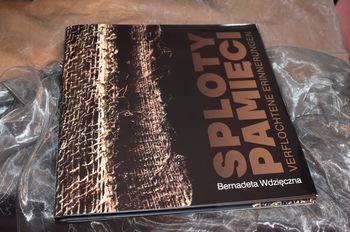 SPLOTY
PAMIĘCI
VERFLOCHTENE ERINNERUNGEN
Bernadeta Wdzięczna